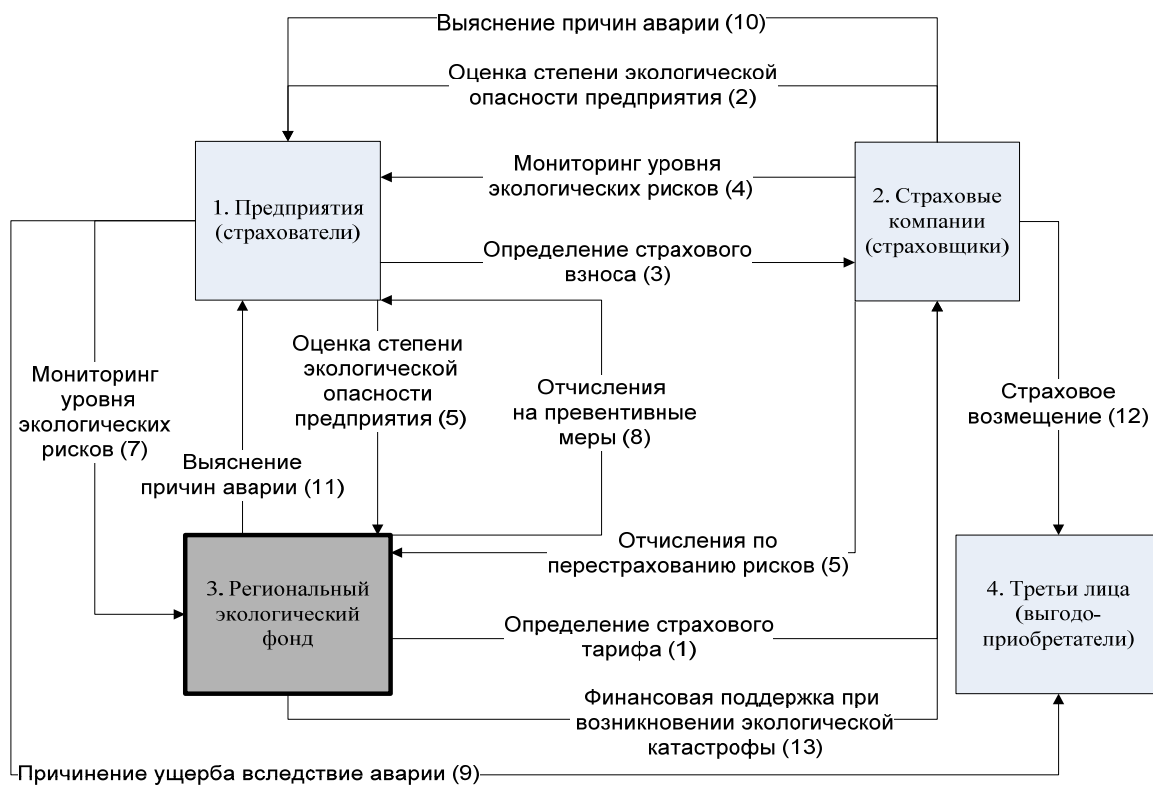 Выяснение причин аварии (10)
Оценка степени экологической
опасности предприятия (2)
Мониторинг уровня
экологических рисков (4)
1. Предприятия
(страхователи)
2. Страховые
компании
(страховщики)
Определение страхового
взноса (3)
Оценка степени
экологической
опасности
предприятия (5)
Мониторинг
уровня
экологических
рисков (7)
Отчисления
на превентивные
меры (8)
Страховое
возмещение (12)
Выяснение
причин аварии (11)
Отчисления по
перестрахованию рисков (5)
3. Региональный
экологический
фонд
4. Третьи лица
(выгодо-
приобретатели)
Определение страхового
тарифа (1)
Финансовая поддержка при
возникновении экологической
катастрофы (13)
Причинение ущерба вследствие аварии (9)